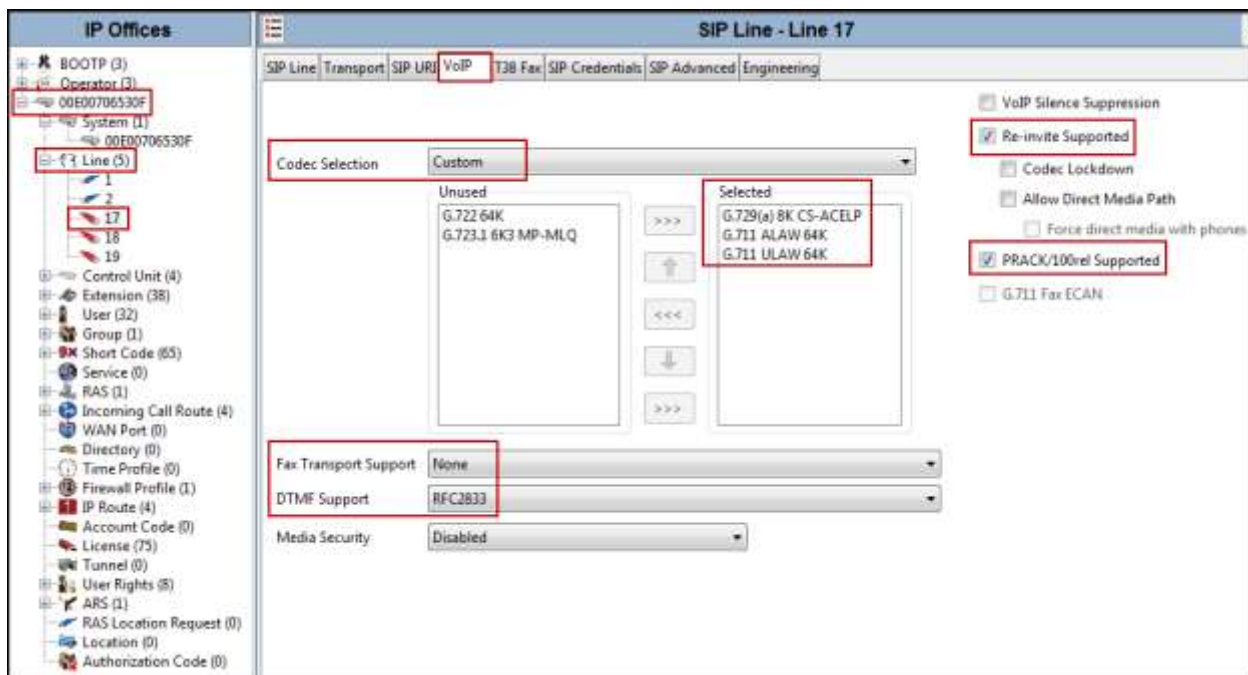 IP Offices
BOOTP (3)
Operator (3)
00E00706530F
System (1)
00E00706530F
Line (5)
1
2
17
18
19
Control Unit (4)
Extension (38)
User (32)
Group (1)
Short Code (65)
Service (0)
RAS (1)
Incoming Call Route (4)
WAN Port (0)
Directory (0)
Time Profile (0)
Firewall Profile (1)
IP Route (4)
Account Code (0)
License (75)
Tunnel (0)
User Rights (8)
ARS (1)
RAS Location Request (0)
Location (0)
Authorization Code (0)
SIP Line - Line 17
SIP Line Transport SIP URI VoIP T38 Fax SIP Credentials SIP Advanced Engineering
Codec Selection Custom
Unused
G.722 64K
G.723.1 6K3 MP-MLQ
>>>
<<<
>>>
Selected
G.729(a) 8K CS-ACELP
G.711 ALAW 64K
G.711 ULAW 64K
Fax Transport Support None
DTMF Support RFC2833
Media Security Disabled
VoIP Silence Suppression
Re-invite Supported
Codec Lockdown
Allow Direct Media Path
Force direct media with phones
PRACK/100rel Supported
G.711 Fax ECAN